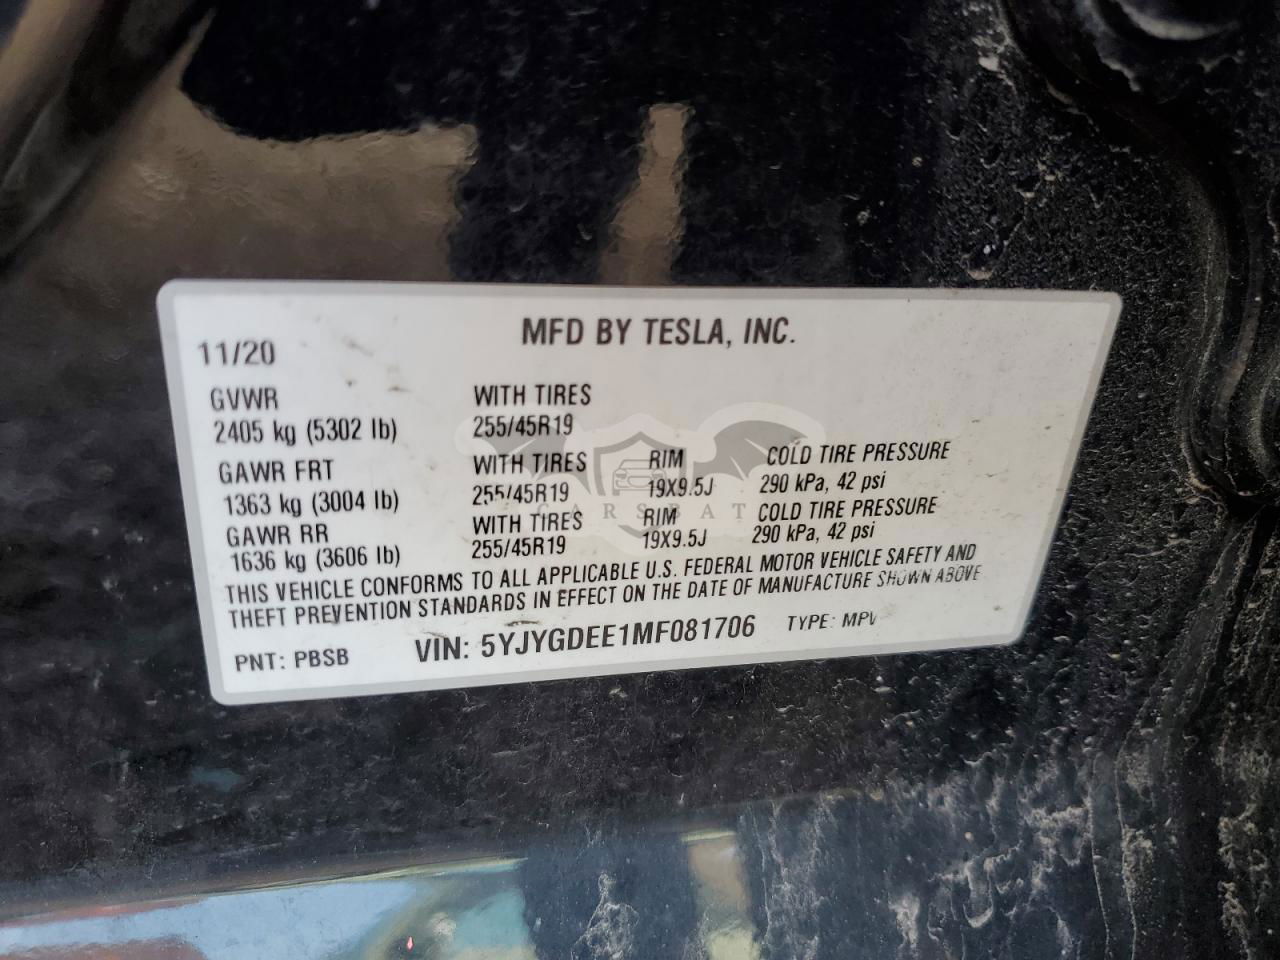 MFD BY TESLA, INC.
11/20
GVWR WITH TIRES
2405 kg (5302 lb) 255/45R19
GAWR FRT WITH TIRES RIM COLD TIRE PRESSURE
1363 kg (3004 lb) 255/45R19 19X9.5J 290 kPa, 42 psi
GAWR RR WITH TIRES RIM COLD TIRE PRESSURE
1636 kg (3606 lb) 255/45R19 19X9.5J 290 kPa, 42 psi
THIS VEHICLE CONFORMS TO ALL APPLICABLE U.S. FEDERAL MOTOR VEHICLE SAFETY AND
THEFT PREVENTION STANDARDS IN EFFECT ON THE DATE OF MANUFACTURE SHOWN ABOVE
PNT: PBSB VIN: 5YJYGDEE1MF081706 TYPE: MPV
CARSBAT